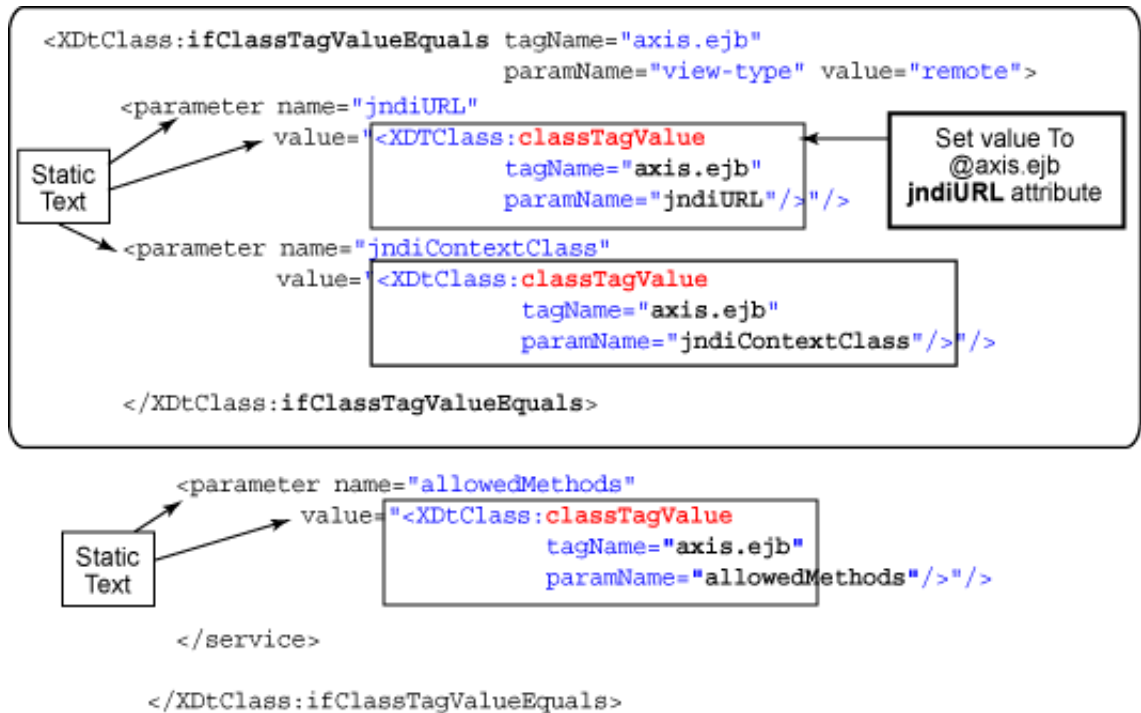 <XDtClass:ifClassTagValueEquals tagName="axis.ejb"
paramName="view-type" value="remote">
<parameter name="jndiURL"
value="<XDTClass:classTagValue
tagName="axis.ejb"
paramName="jndiURL"/>"/>
Static
Text
Set value To
@axis.ejb
jndiURL attribute
<parameter name="jndiContextClass"
value="<XDtClass:classTagValue
tagName="axis.ejb"
paramName="jndiContextClass"/>"/>
</XDtClass:ifClassTagValueEquals>
<parameter name="allowedMethods"
value="<XDtClass:classTagValue
tagName="axis.ejb"
paramName="allowedMethods"/>"/>
Static
Text
</service>
</XDtClass:ifClassTagValueEquals>